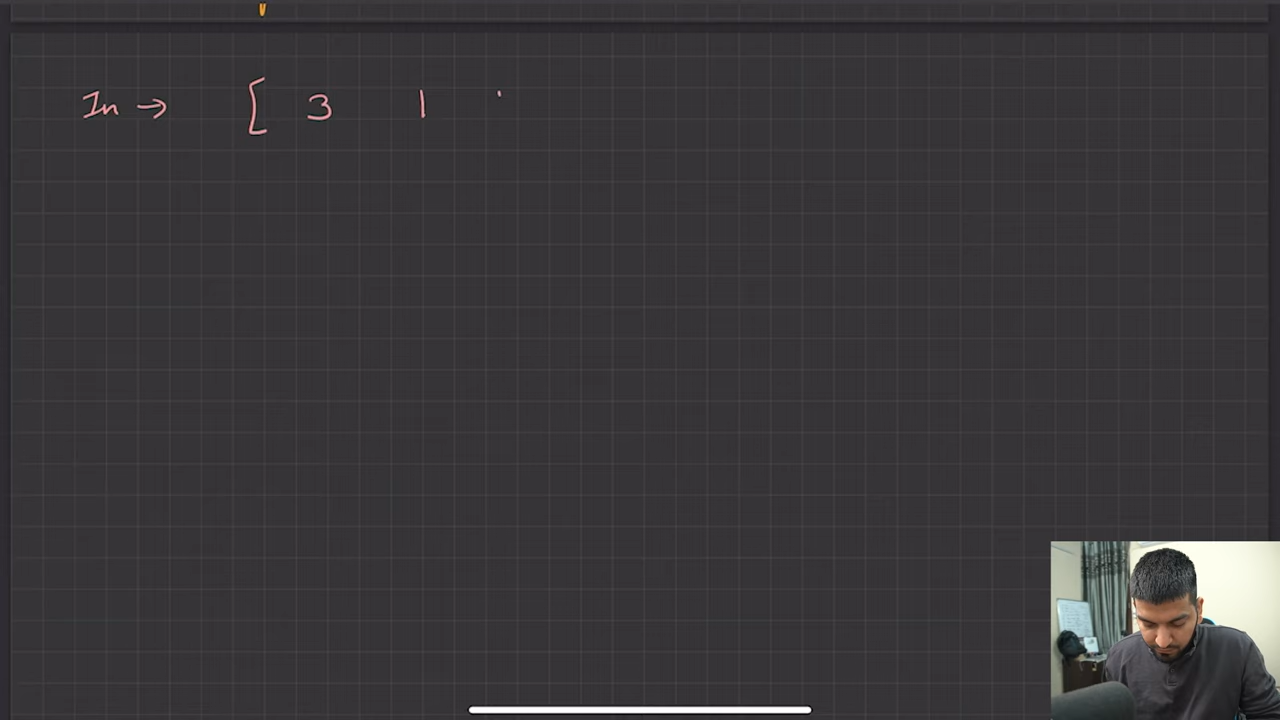 In → [ 3 1